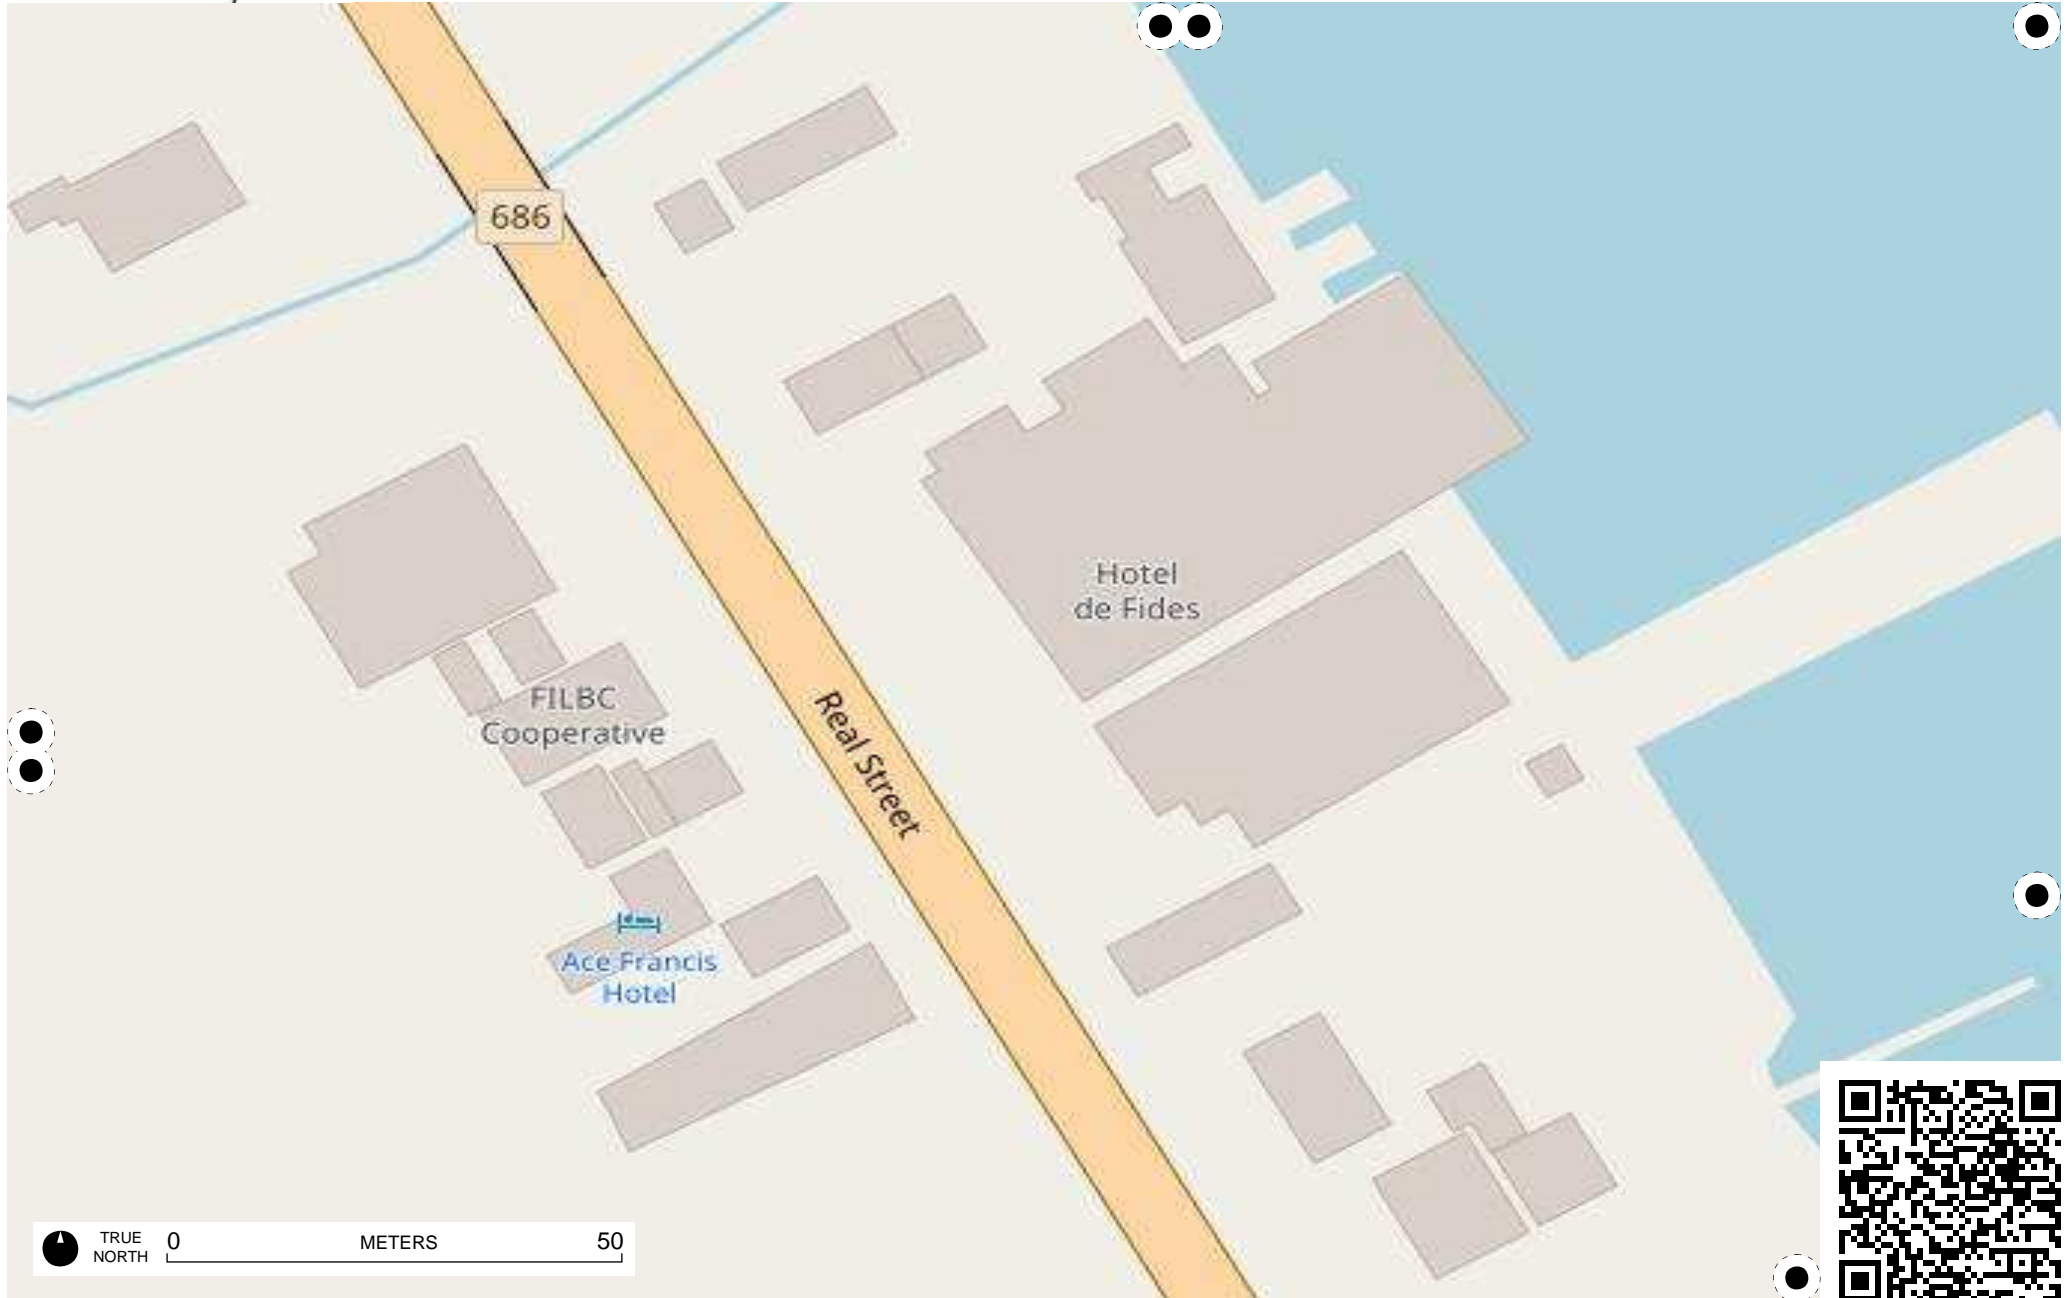 686
Hotel
de Fides
FILBC
Cooperative
Real Street
Ace Francis
Hotel
TRUE
NORTH
0 METERS 50